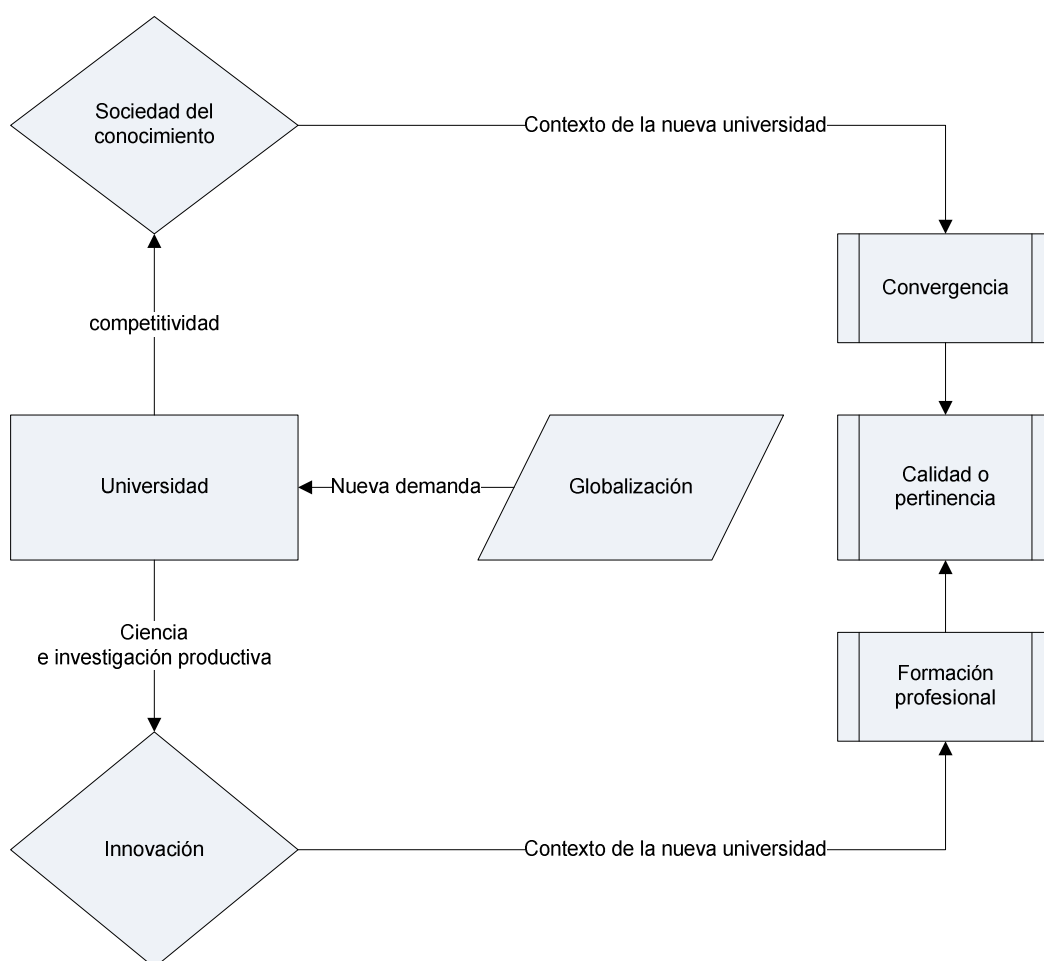 Sociedad del
conocimiento
Contexto de la nueva universidad
Convergencia
competitividad
Universidad
Nueva demanda
Globalización
Calidad o
pertinencia
Ciencia
e investigación productiva
Formación
profesional
Innovación
Contexto de la nueva universidad